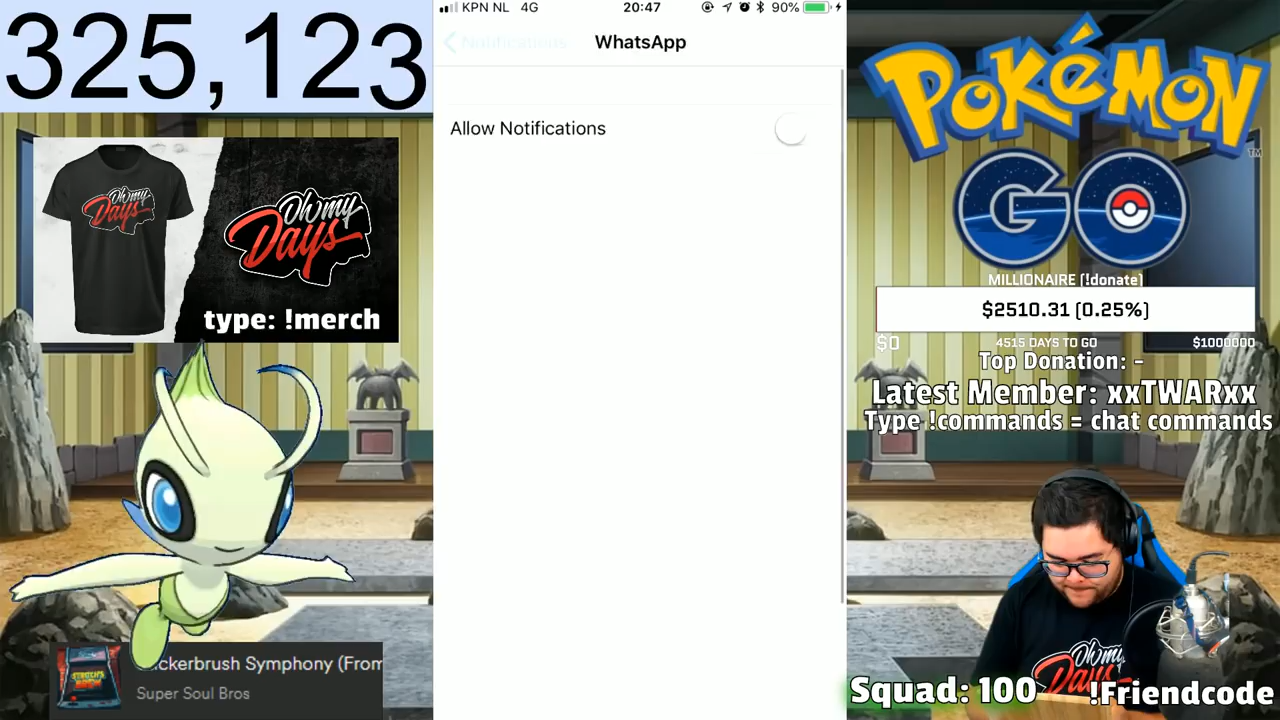 325,123
Oh my
Days
Oh my
Days
type: !merch
KPN NL 4G 20:47 90%
Notifications
WhatsApp
Allow Notifications
POKÉMON
TM
GO
MILLIONAIRE (!donate)
$2510.31 (0.25%)
$0 4515 DAYS TO GO $1000000
Top Donation: -
Latest Member: xxTWARxx
Type !commands = chat commands
Oh my
Days
Squad: 100 !Friendcode
ckerbrush Symphony (From
Super Soul Bros